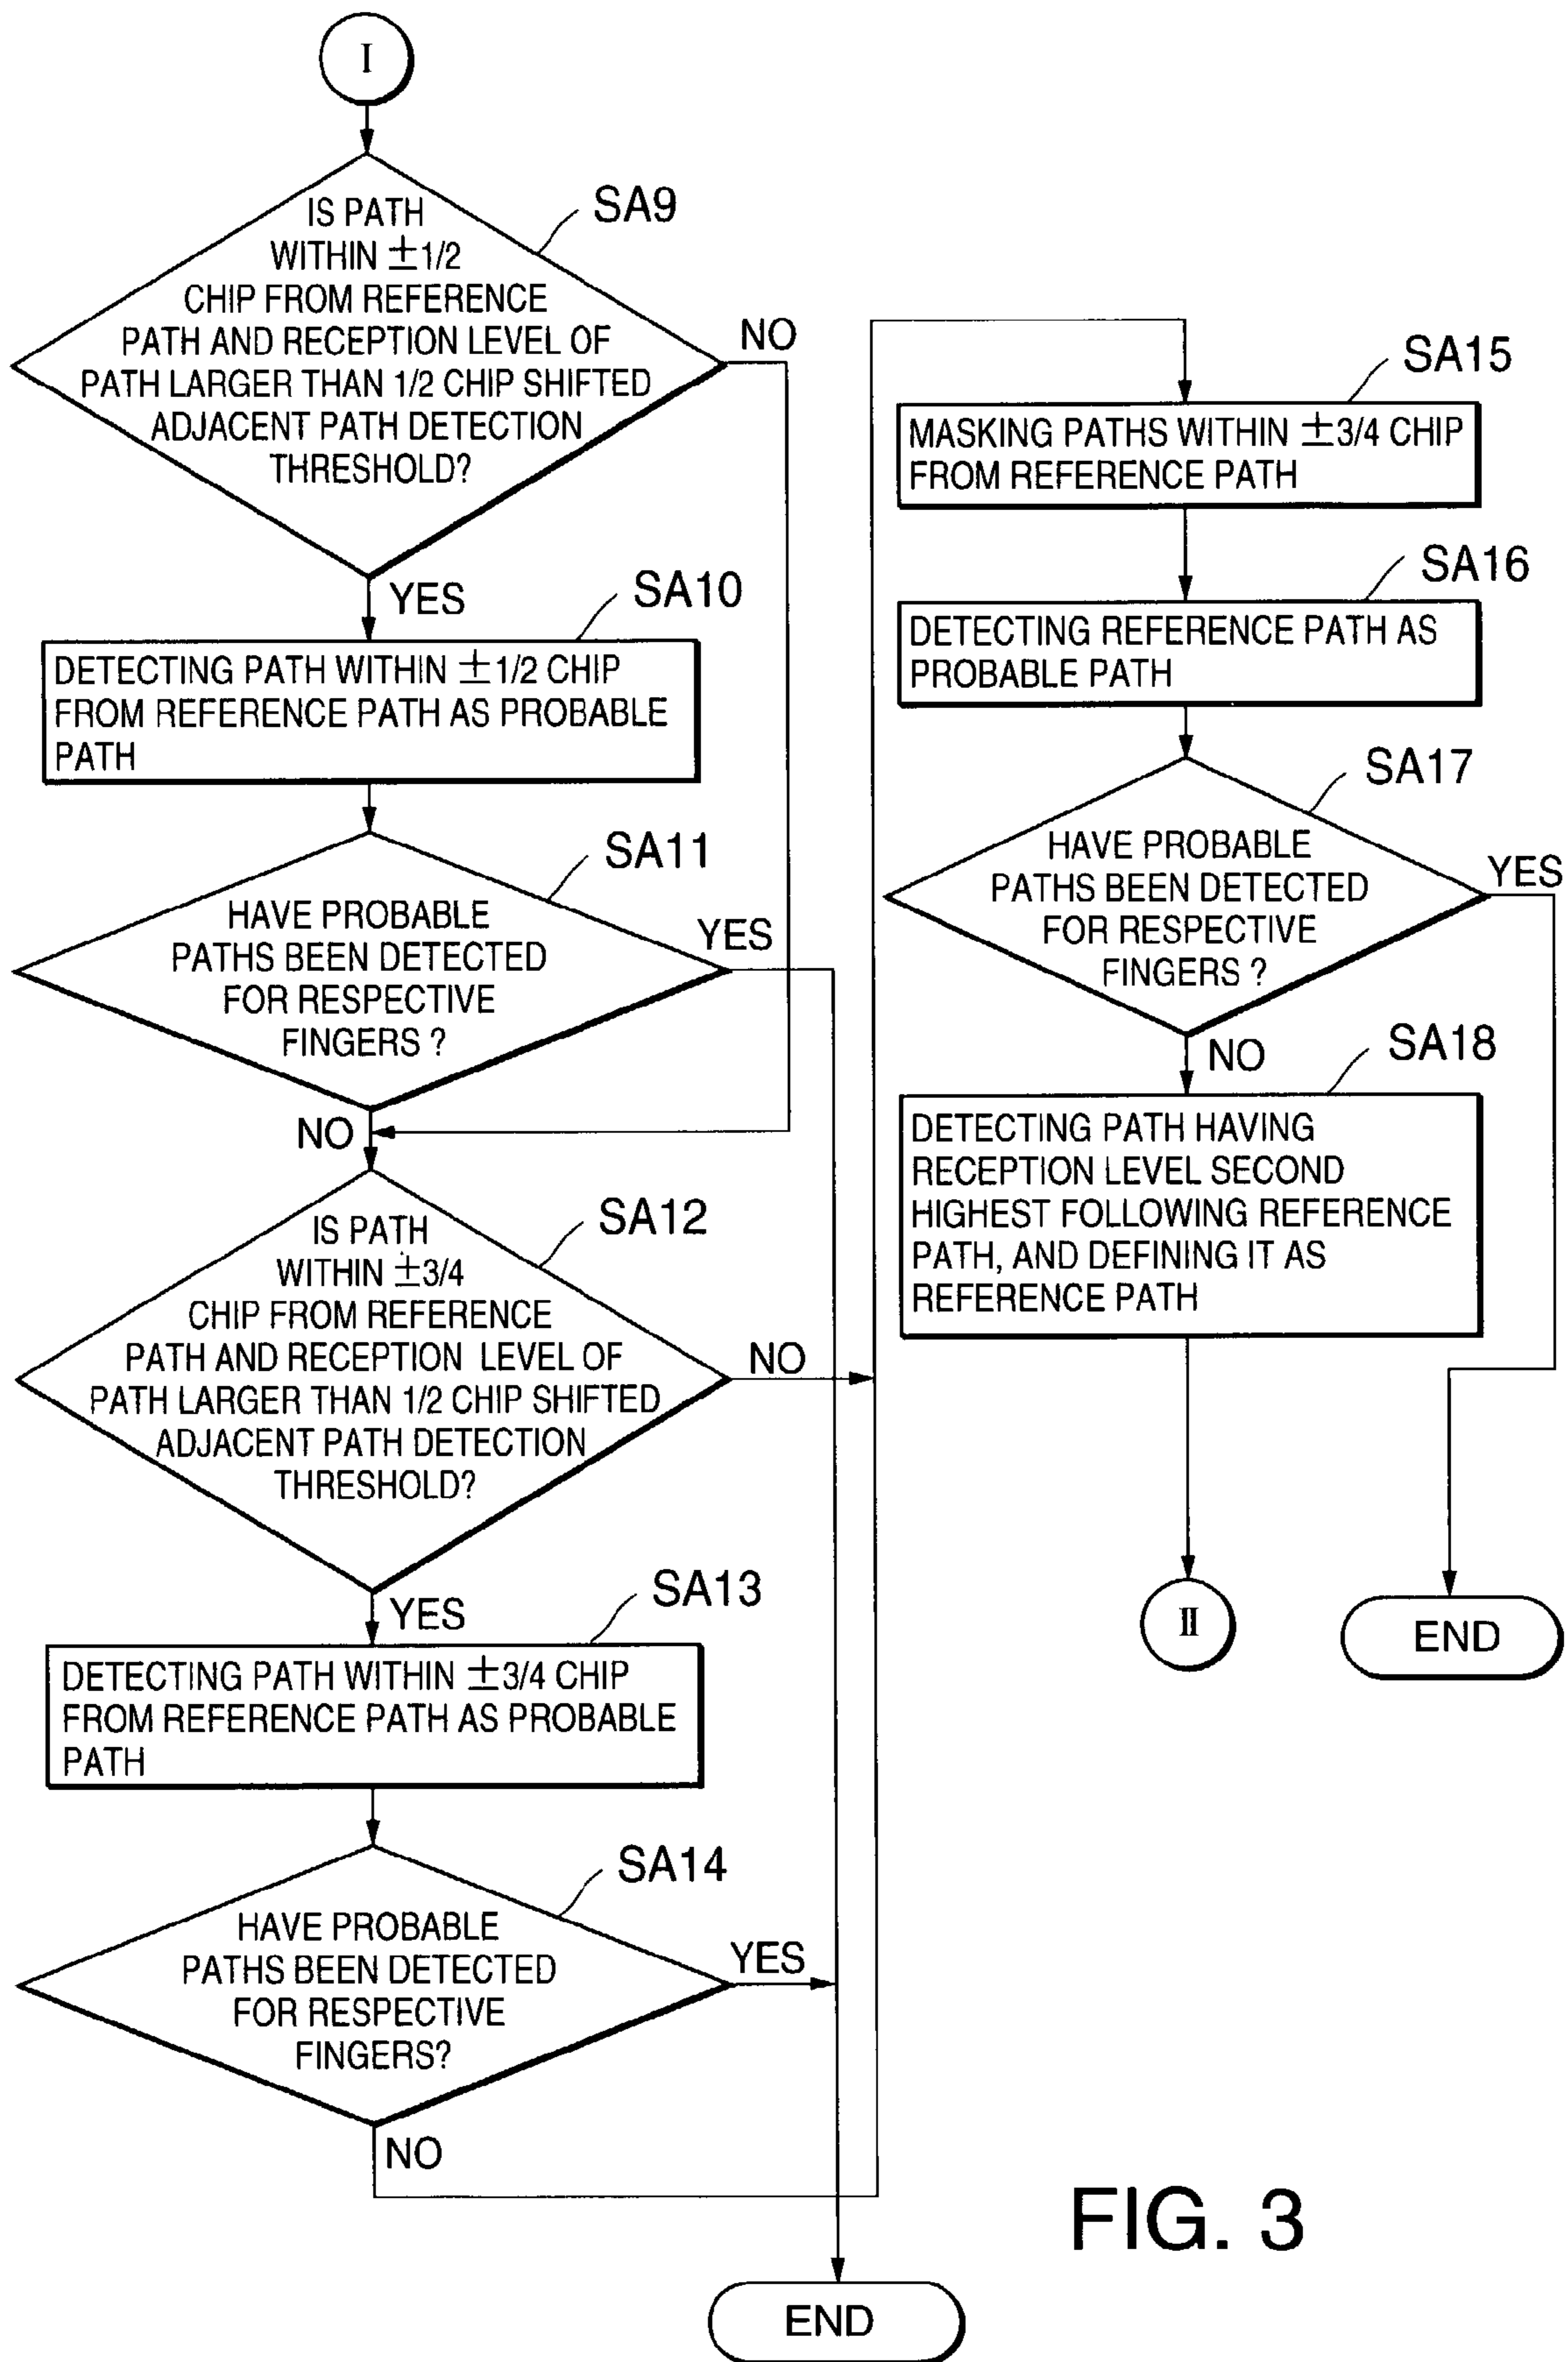 I
SA9
IS PATH
WITHIN ±1/2
CHIP FROM REFERENCE
PATH AND RECEPTION LEVEL OF
PATH LARGER THAN 1/2 CHIP SHIFTED
ADJACENT PATH DETECTION
THRESHOLD?
NO
YES
SA10
DETECTING PATH WITHIN ±1/2 CHIP
FROM REFERENCE PATH AS PROBABLE
PATH
SA11
HAVE PROBABLE
PATHS BEEN DETECTED
FOR RESPECTIVE
FINGERS ?
YES
NO
SA12
IS PATH
WITHIN ±3/4
CHIP FROM REFERENCE
PATH AND RECEPTION LEVEL OF
PATH LARGER THAN 1/2 CHIP SHIFTED
ADJACENT PATH DETECTION
THRESHOLD?
NO
YES
SA13
DETECTING PATH WITHIN ±3/4 CHIP
FROM REFERENCE PATH AS PROBABLE
PATH
SA14
HAVE PROBABLE
PATHS BEEN DETECTED
FOR RESPECTIVE
FINGERS?
YES
NO
END
SA15
MASKING PATHS WITHIN ±3/4 CHIP
FROM REFERENCE PATH
SA16
DETECTING REFERENCE PATH AS
PROBABLE PATH
SA17
HAVE PROBABLE
PATHS BEEN DETECTED
FOR RESPECTIVE
FINGERS ?
YES
NO
SA18
DETECTING PATH HAVING
RECEPTION LEVEL SECOND
HIGHEST FOLLOWING REFERENCE
PATH, AND DEFINING IT AS
REFERENCE PATH
II
END
FIG. 3